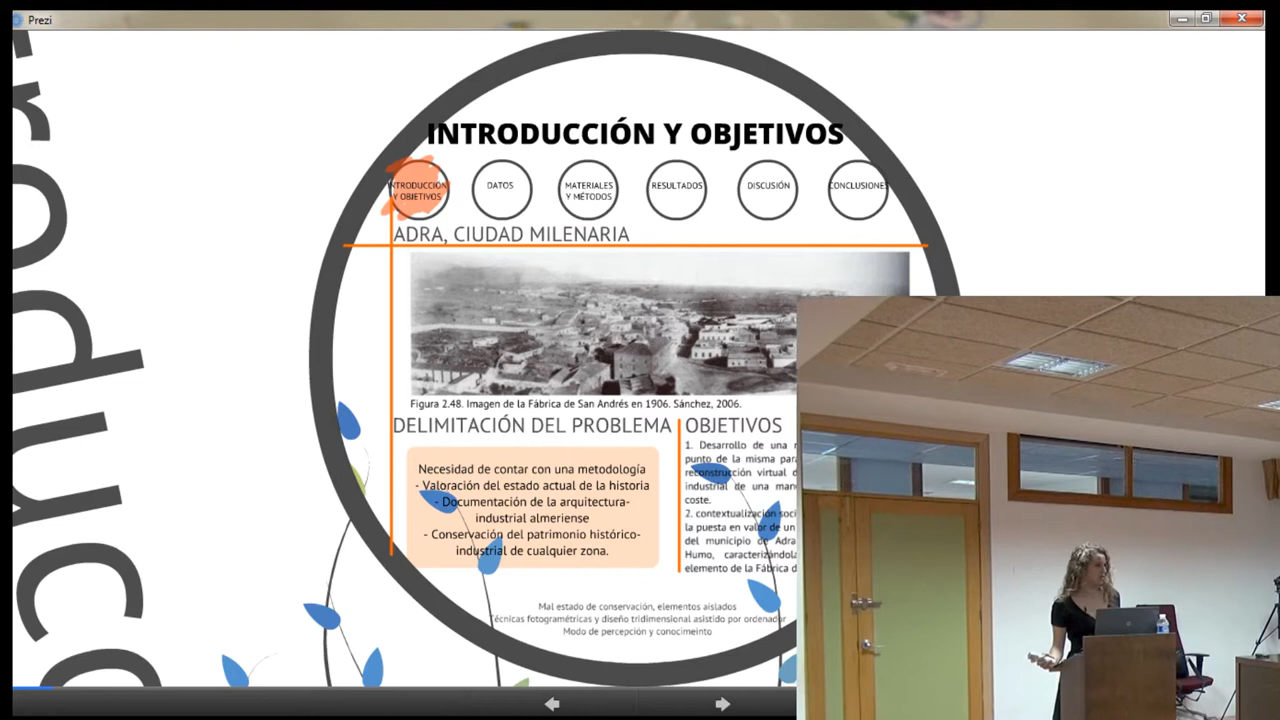 Prezi
INTRODUCCIÓN Y OBJETIVOS
INTRODUCCIÓN
Y OBJETIVOS
DATOS
MATERIALES
Y MÉTODOS
RESULTADOS
DISCUSIÓN
CONCLUSIONES
ADRA, CIUDAD MILENARIA
Figura 2.48. Imagen de la Fábrica de San Andrés en 1906. Sánchez, 2006.
DELIMITACIÓN DEL PROBLEMA
Necesidad de contar con una metodología
- Valoración del estado actual de la historia
- Documentación de la arquitectura-
industrial almeriense
- Conservación del patrimonio histórico-
industrial de cualquier zona.
OBJETIVOS
1. Desarrollo de una
punto de la misma para
reconstrucción virtual d
industrial de una man
coste.
2. contextualización soci
la puesta en valor de un
del municipio de Adra
Humo, caracterizándola
elemento de la Fábrica d
Mal estado de conservación, elementos aislados
Técnicas fotogramétricas y diseño tridimensional asistido por ordenador
Modo de percepción y conocimeinto